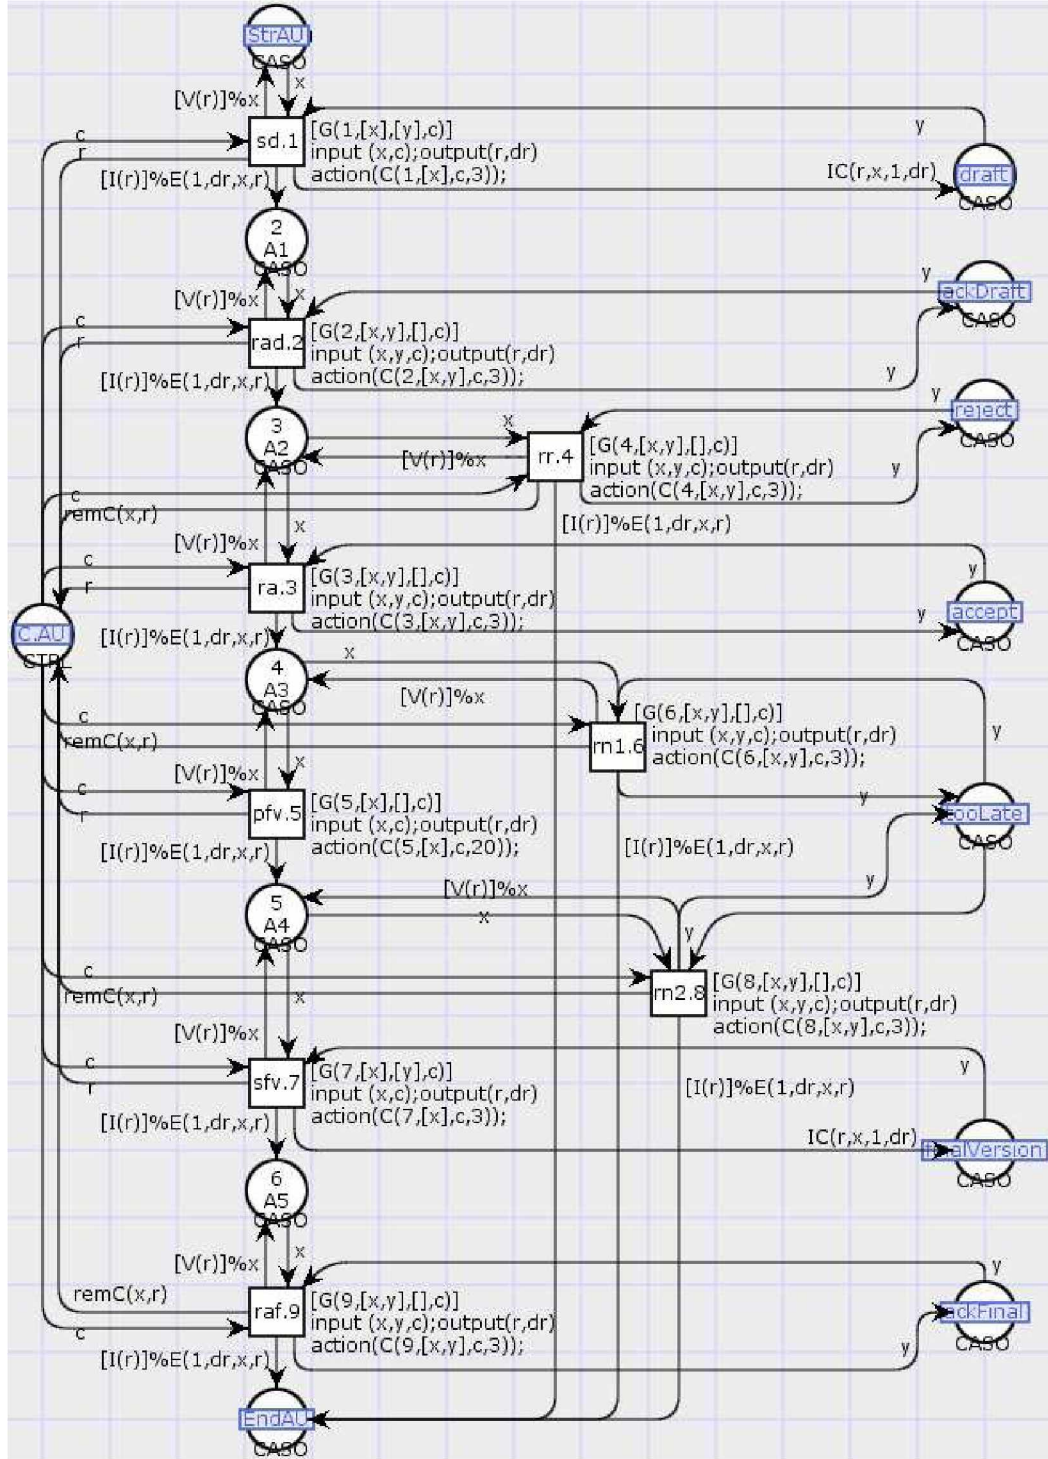 StrAU
CASO
[V(r)]%x
x
y
c
r
sd.1
[G(1,[x],[y],c)]
input (x,c);output(r,dr)
action(C(1,[x],c,3));
[I(r)]%E(1,dr,x,r)
IC(r,x,1,dr)
draft
CASO
2
A1
CASO
[V(r)]%x
x
y
ackDraft
CASO
c
r
rad.2
[G(2,[x,y],[],c)]
input (x,y,c);output(r,dr)
action(C(2,[x,y],c,3));
[I(r)]%E(1,dr,x,r)
y
y
reject
3
A2
CASO
x
[V(r)]%x
rr.4
[G(4,[x,y],[],c)]
input (x,y,c);output(r,dr)
action(C(4,[x,y],c,3));
CASO
y
c
remC(x,r)
x
[I(r)]%E(1,dr,x,r)
[V(r)]%x
c
r
ra.3
[G(3,[x,y],[],c)]
input (x,y,c);output(r,dr)
action(C(3,[x,y],c,3));
y
y
accept
CASO
C.AU
CTRL
[I(r)]%E(1,dr,x,r)
4
A3
CASO
x
[V(r)]%x
c
remC(x,r)
rn1.6
[G(6,[x,y],[],c)]
input (x,y,c);output(r,dr)
action(C(6,[x,y],c,3));
y
[V(r)]%x
x
c
r
pfv.5
[G(5,[x],[],c)]
input (x,c);output(r,dr)
action(C(5,[x],c,20));
y
tooLate
CASO
[I(r)]%E(1,dr,x,r)
[I(r)]%E(1,dr,x,r)
5
A4
CASO
[V(r)]%x
x
y
y
c
remC(x,r)
x
rn2.8
[G(8,[x,y],[],c)]
input (x,y,c);output(r,dr)
action(C(8,[x,y],c,3));
[V(r)]%x
c
r
sfv.7
[G(7,[x],[y],c)]
input (x,c);output(r,dr)
action(C(7,[x],c,3));
y
[I(r)]%E(1,dr,x,r)
[I(r)]%E(1,dr,x,r)
IC(r,x,1,dr)
finalVersion
CASO
6
A5
CASO
[V(r)]%x
x
y
remC(x,r)
c
raf.9
[G(9,[x,y],[],c)]
input (x,y,c);output(r,dr)
action(C(9,[x,y],c,3));
ackFinal
CASO
y
[I(r)]%E(1,dr,x,r)
EndAU
CASO